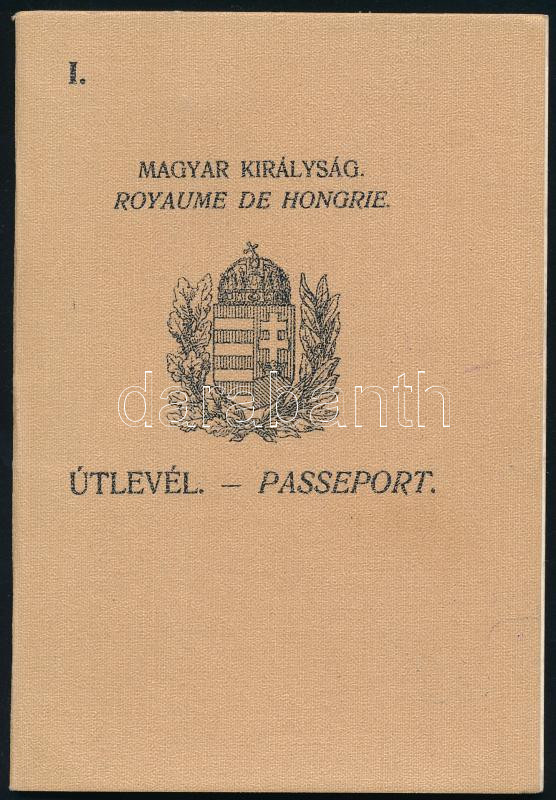 I.
MAGYAR KIRÁLYSÁG.
ROYAUME DE HONGRIE.
darabanth
ÚTLEVÉL. — PASSEPORT.